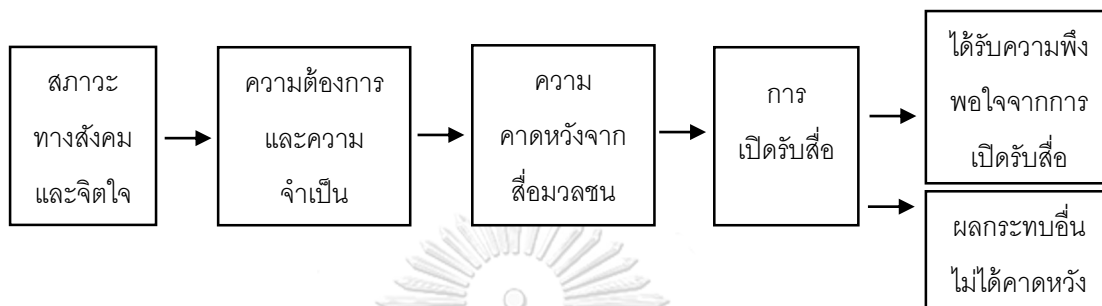 สภาวะ
ทางสังคม
และจิตใจ
ความต้องการ
และความ
จำเป็น
ความ
คาดหวังจาก
สื่อมวลชน
การ
เปิดรับสื่อ
ได้รับความพึง
พอใจจากการ
เปิดรับสื่อ
ผลกระทบอื่น
ไม่ได้คาดหวัง